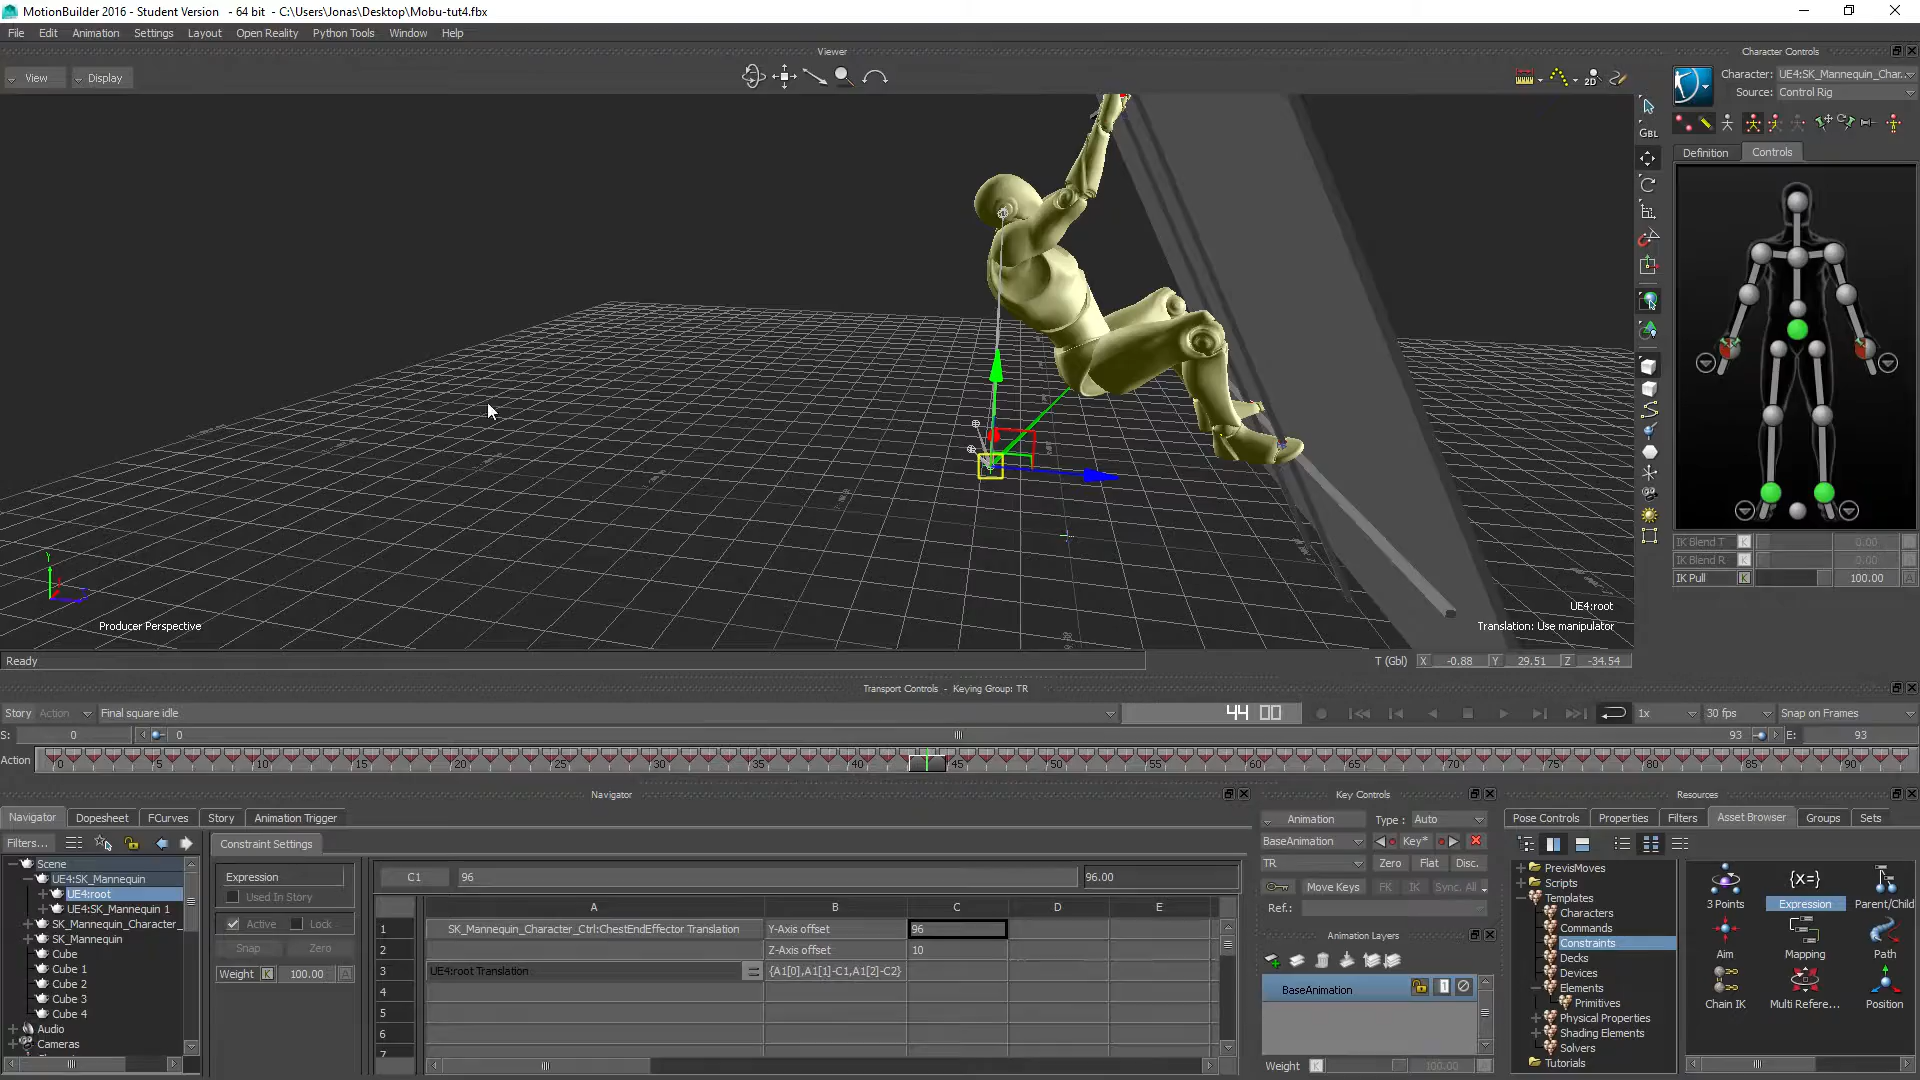 MotionBuilder 2016 - Student Version   - 64 bit - C:\Users\Jonas\Desktop\Mobu-tut4.fbx
File Edit Animation Settings Layout Open Reality Python Tools Window Help
Viewer
Character Controls
View Display
2D
Character: UE4:SK_Mannequin_Char...
Source: Control Rig
GBL
Definition Controls
IK Blend T K 0.00 A
IK Blend R K 0.00 A
IK Pull K 100.00 A
Y
Producer Perspective
UE4:root
Translation: Use manipulator
Ready
T (Gbl) X -0.88 Y 29.51 Z -34.54
Transport Controls - Keying Group: TR
Story Action Final square idle 44 00 1x 30 fps Snap on Frames
S: 0 0 93 E: 93
Action 0 5 10 15 20 25 30 35 40 45 50 55 60 65 70 75 80 85 90
Navigator
Key Controls
Resources
Navigator Dopesheet FCurves Story Animation Trigger
Animation Type : Auto
Pose Controls Properties Filters Asset Browser Groups Sets
Filters...
Constraint Settings
BaseAnimation Key*
TR Zero Flat Disc.
Move Keys FK IK Sync. All
Ref.:
Scene
UE4:SK_Mannequin
UE4:root
UE4:SK_Mannequin 1
SK_Mannequin_Character_
SK_Mannequin
Cube
Cube 1
Cube 2
Cube 3
Cube 4
Audio
Cameras
Expression
Used In Story
Active Lock
Snap Zero
Weight K 100.00 A
C1 96 96.00
A B C D E
1 SK_Mannequin_Character_Ctrl:ChestEndEffector Translation Y-Axis offset 96
2 Z-Axis offset 10
3 UE4:root Translation = {A1[0],A1[1]-C1,A1[2]-C2}
4
5
6
7
Animation Layers
BaseAnimation 1
Weight K 100.00 A
PrevisMoves
Scripts
Templates
Characters
Commands
Constraints
Decks
Devices
Elements
Primitives
Physical Properties
Shading Elements
Solvers
Tutorials
{x=}
3 Points Expression Parent/Child
Aim Mapping Path
Chain IK Multi Refere... Position